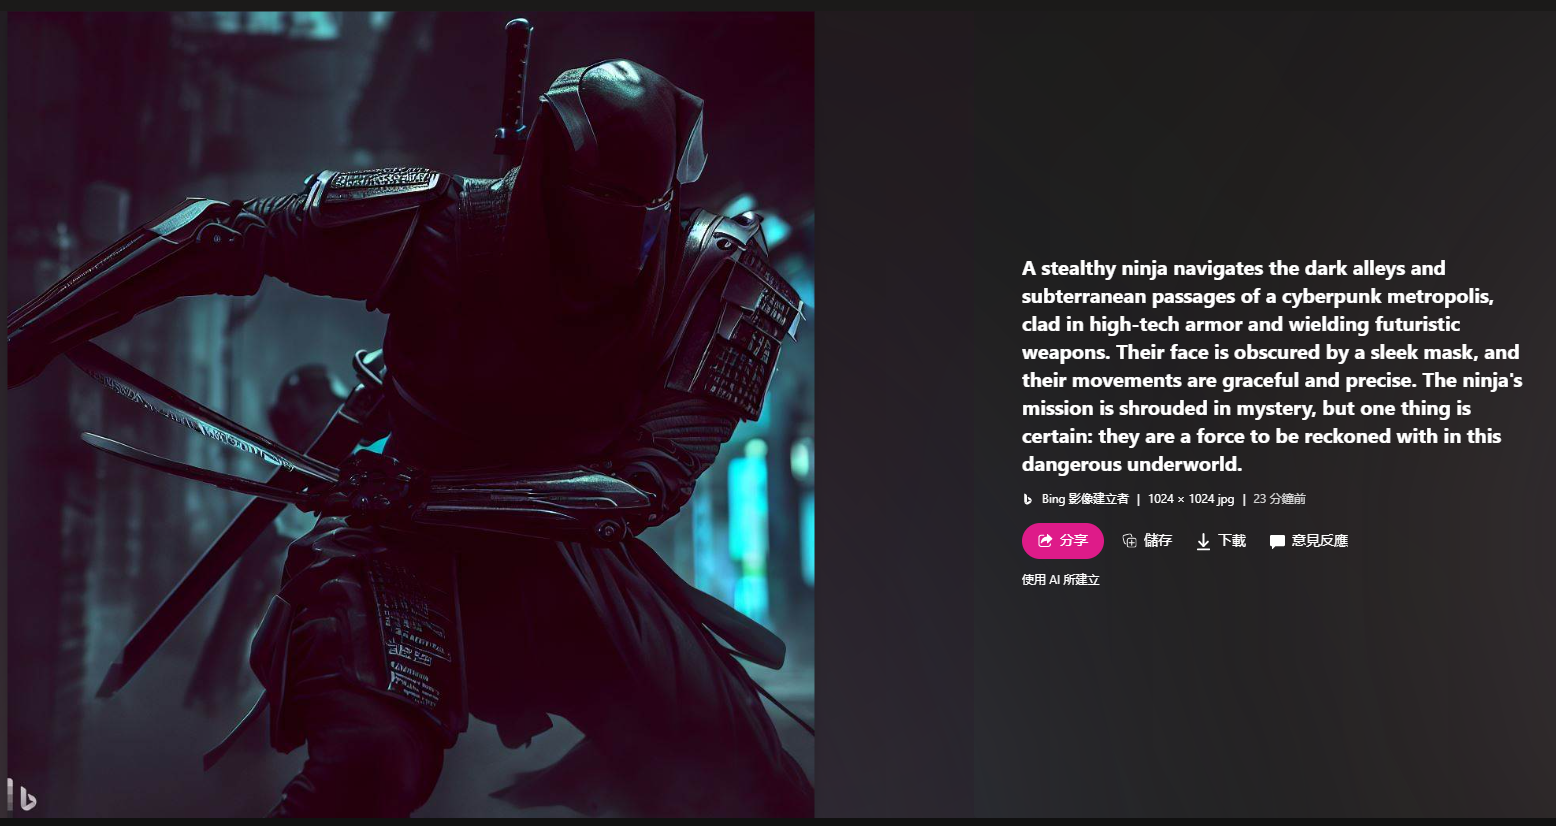 A stealthy ninja navigates the dark alleys and
subterranean passages of a cyberpunk metropolis,
clad in high-tech armor and wielding futuristic
weapons. Their face is obscured by a sleek mask, and
their movements are graceful and precise. The ninja's
mission is shrouded in mystery, but one thing is
certain: they are a force to be reckoned with in this
dangerous underworld.
Bing 影像建立者 | 1024 × 1024 jpg | 23 分鐘前
分享 儲存 下載 意見反應
使用 AI 所建立